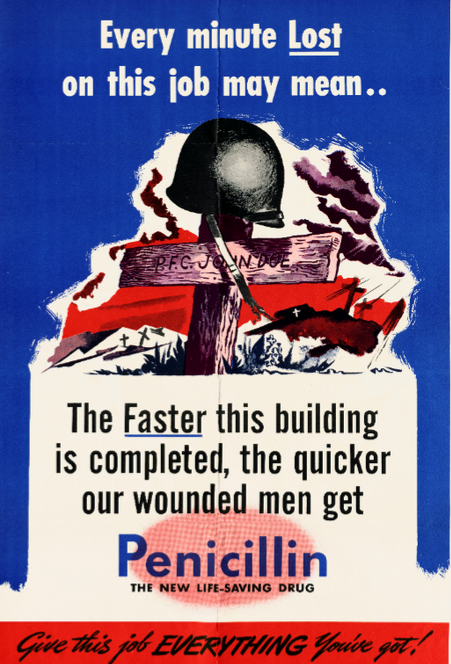 Every minute Lost
on this job may mean..
P.F.C. JOHN DOE
The Faster this building
is completed, the quicker
our wounded men get
Penicillin
THE NEW LIFE-SAVING DRUG
Give this job EVERYTHING You've got!